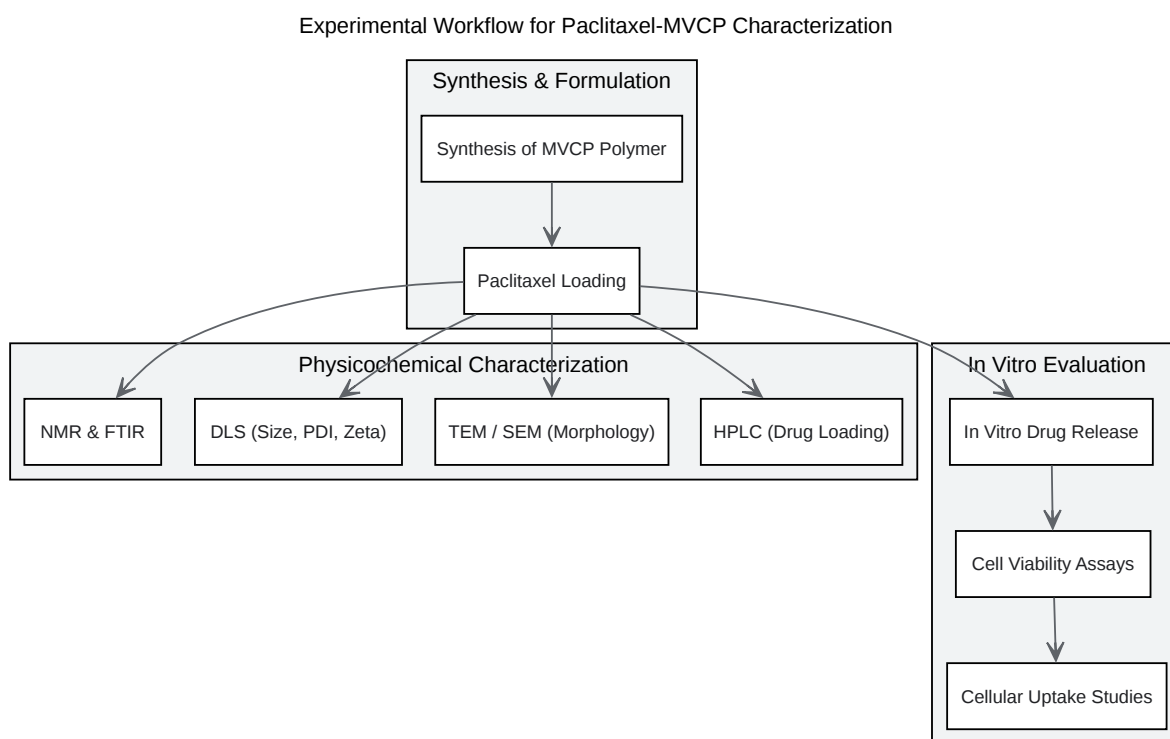 Experimental Workflow for Paclitaxel-MVCP Characterization
Synthesis & Formulation
Synthesis of MVCP Polymer
Paclitaxel Loading
Physicochemical Characterization
NMR & FTIR
DLS (Size, PDI, Zeta)
TEM / SEM (Morphology)
HPLC (Drug Loading)
In Vitro Evaluation
In Vitro Drug Release
Cell Viability Assays
Cellular Uptake Studies